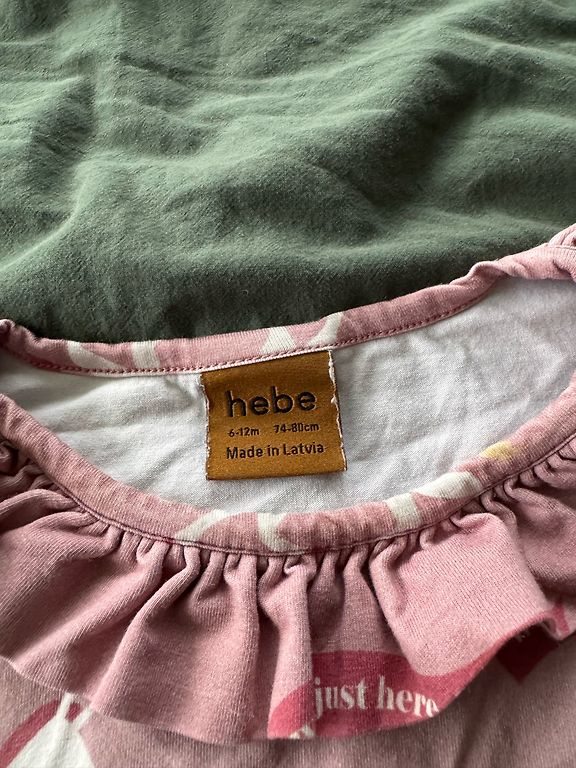 hebe
6-12m 74-80cm
Made in Latvia
just here